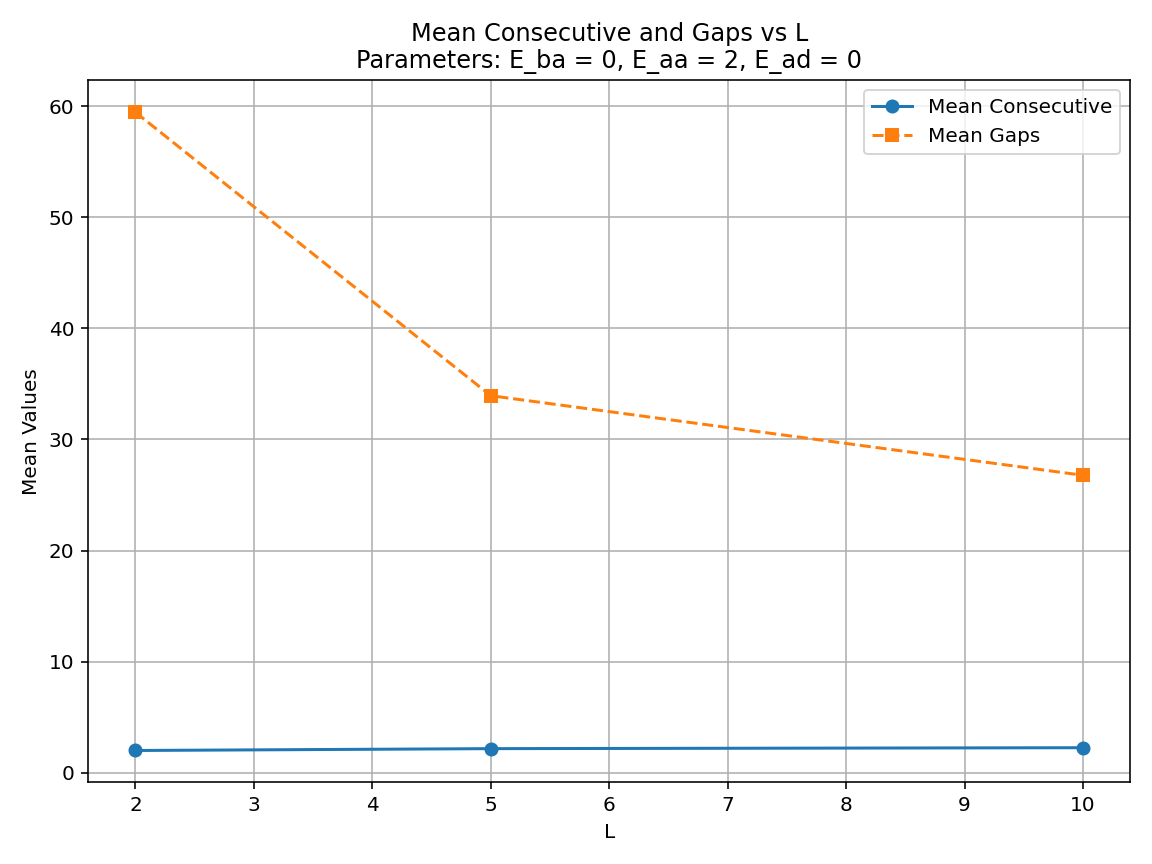 Mean Consecutive and Gaps vs L
Parameters: E_ba = 0, E_aa = 2, E_ad = 0
Mean Consecutive
Mean Gaps
Mean Values
60
50
40
30
20
10
0
2 3 4 5 6 7 8 9 10
L